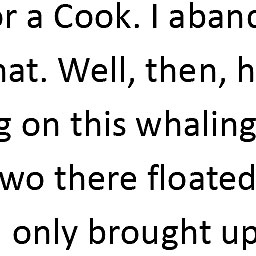 or a Cook. I aband
hat. Well, then, h
g on this whaling
wo there floated
only brought up